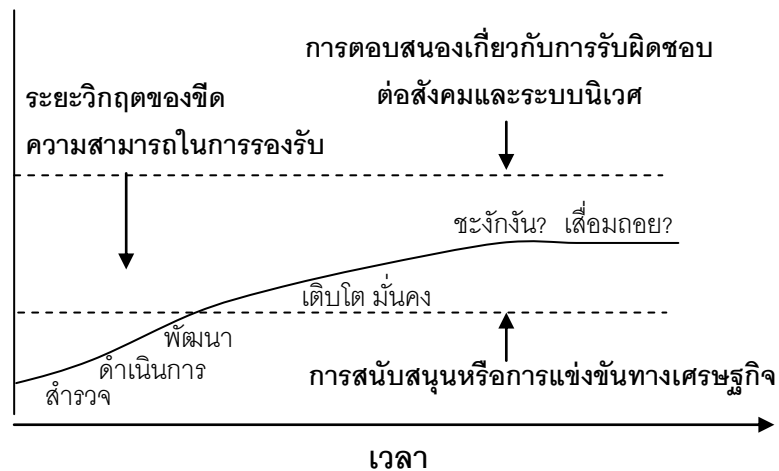 การตอบสนองเกี่ยวกับการรับผิดชอบ
ต่อสังคมและระบบนิเวศ
ระยะวิกฤตของขีด
ความสามารถในการรองรับ
ชะงักงัน? เสื่อมถอย?
เติบโต มั่นคง
พัฒนา
ดำเนินการ
สำรวจ
การสนับสนุนหรือการแข่งขันทางเศรษฐกิจ
เวลา